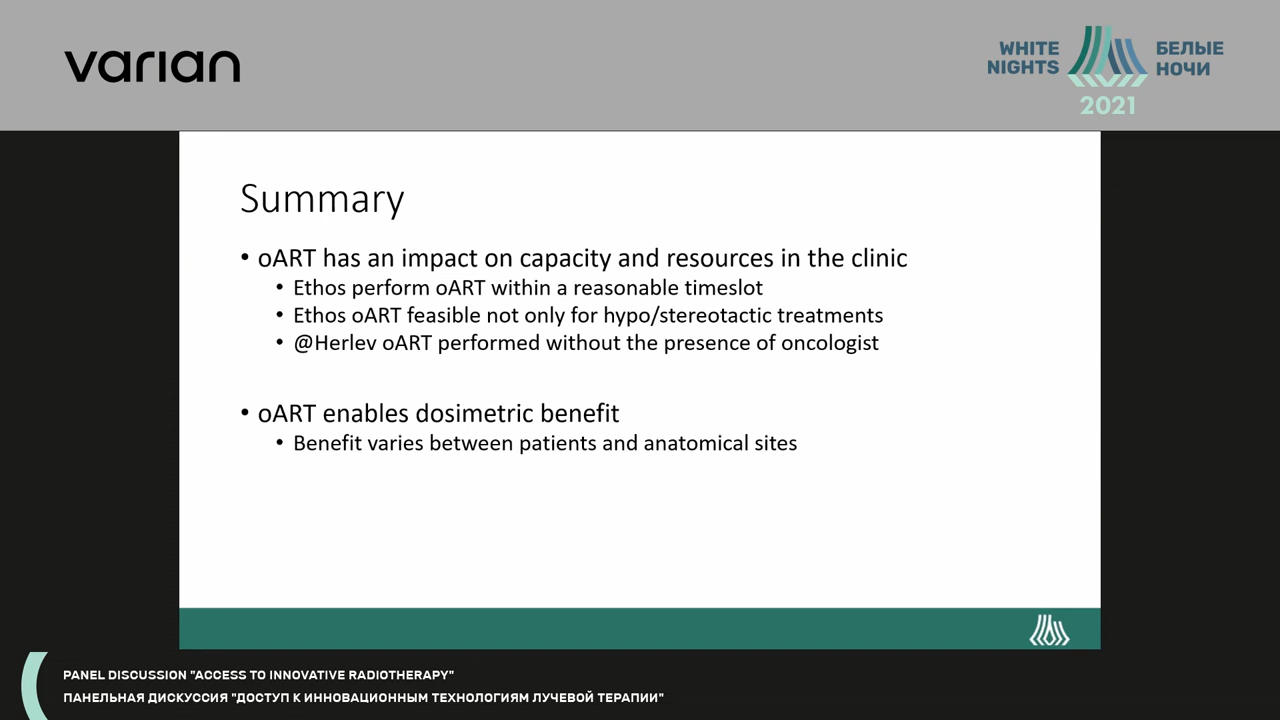 varian
WHITE
NIGHTS
БЕЛЫЕ
НОЧИ
2021
Summary
• oART has an impact on capacity and resources in the clinic
• Ethos perform oART within a reasonable timeslot
• Ethos oART feasible not only for hypo/stereotactic treatments
• @Herlev oART performed without the presence of oncologist
• oART enables dosimetric benefit
• Benefit varies between patients and anatomical sites
PANEL DISCUSSION "ACCESS TO INNOVATIVE RADIOTHERAPY"
ПАНЕЛЬНАЯ ДИСКУССИЯ "ДОСТУП К ИННОВАЦИОННЫМ ТЕХНОЛОГИЯМ ЛУЧЕВОЙ ТЕРАПИИ"